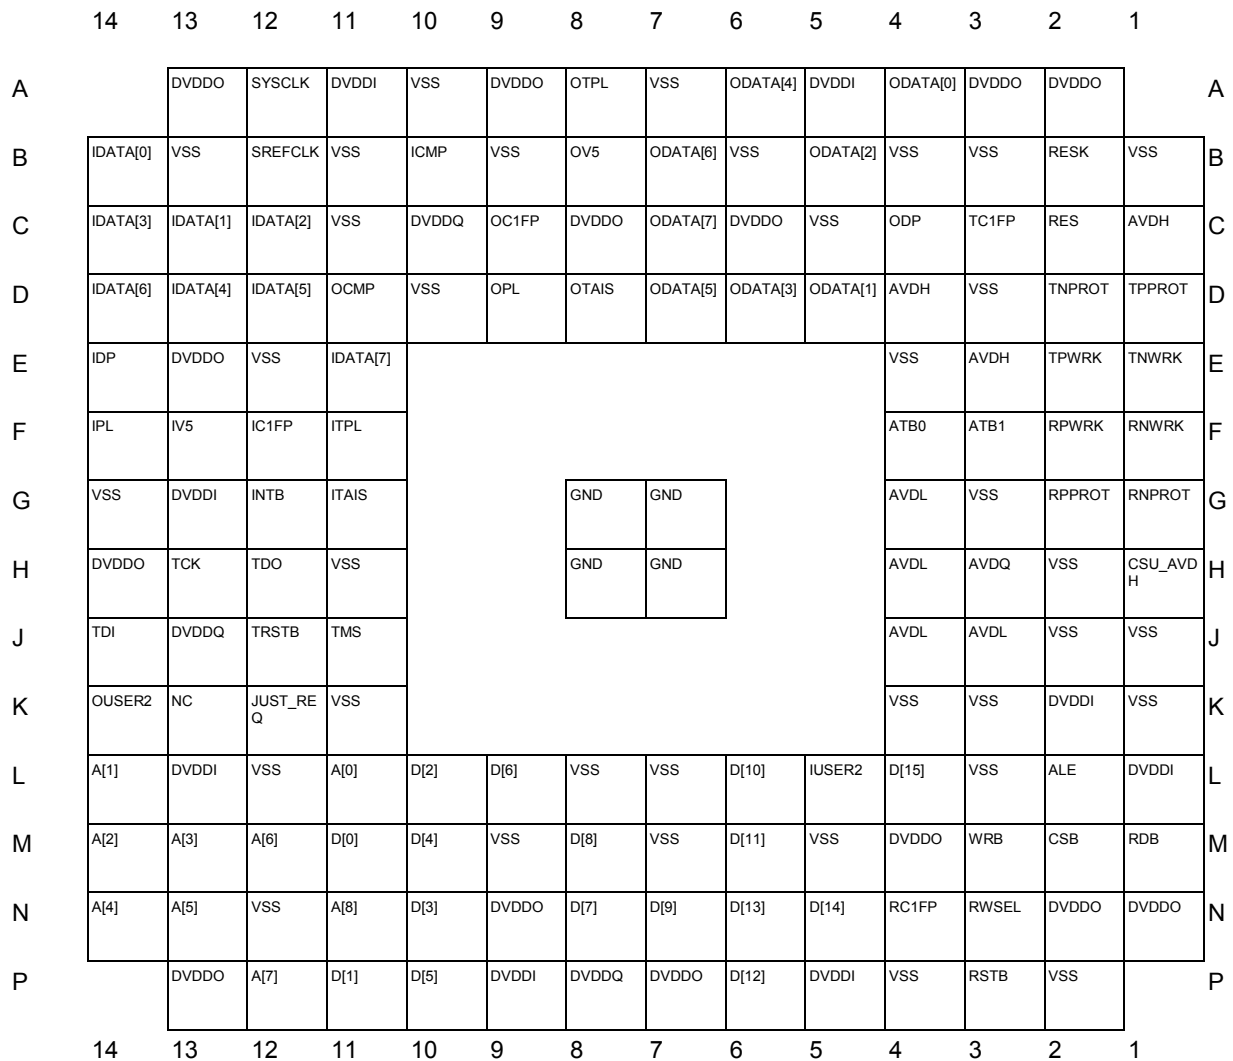 14 13 12 11 10 9 8 7 6 5 4 3 2 1
A DVDDO SYSCLK DVDDI VSS DVDDO OTPL VSS ODATA[4] DVDDI ODATA[0] DVDDO DVDDO A
B IDATA[0] VSS SREFCLK VSS ICMP VSS OV5 ODATA[6] VSS ODATA[2] VSS VSS RESK VSS B
C IDATA[3] IDATA[1] IDATA[2] VSS DVDDQ OC1FP DVDDO ODATA[7] DVDDO VSS ODP TC1FP RES AVDH C
D IDATA[6] IDATA[4] IDATA[5] OCMP VSS OPL OTAIS ODATA[5] ODATA[3] ODATA[1] AVDH VSS TNPROT TPPROT D
E IDP DVDDO VSS IDATA[7] VSS AVDH TPWRK TNWRK E
F IPL IV5 IC1FP ITPL ATB0 ATB1 RPWRK RNWRK F
G VSS DVDDI INTB ITAIS GND GND AVDL VSS RPPROT RNPROT G
H DVDDO TCK TDO VSS GND GND AVDL AVDQ VSS CSU_AVD H
H
J TDI DVDDQ TRSTB TMS AVDL AVDL VSS VSS J
K OUSER2 NC JUST_RE VSS VSS VSS DVDDI VSS K
Q
L A[1] DVDDI VSS A[0] D[2] D[6] VSS VSS D[10] IUSER2 D[15] VSS ALE DVDDI L
M A[2] A[3] A[6] D[0] D[4] VSS D[8] VSS D[11] VSS DVDDO WRB CSB RDB M
N A[4] A[5] VSS A[8] D[3] DVDDO D[7] D[9] D[13] D[14] RC1FP RWSEL DVDDO DVDDO N
P DVDDO A[7] D[1] D[5] DVDDI DVDDQ DVDDO D[12] DVDDI VSS RSTB VSS P
14 13 12 11 10 9 8 7 6 5 4 3 2 1